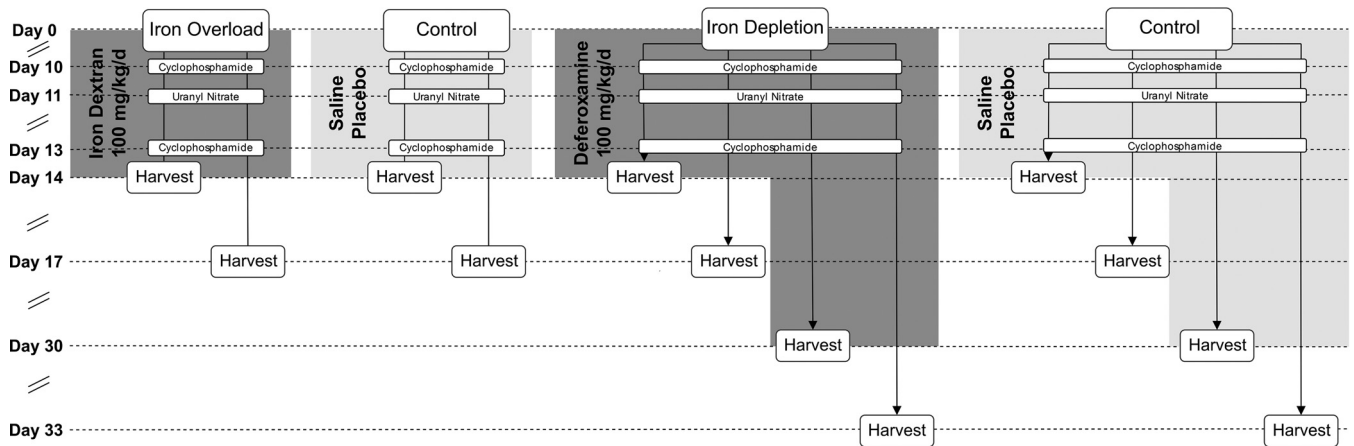 Day 0
Iron Overload
Control
Iron Depletion
Control
Iron Dextran
100 mg/kg/d
Saline
Placebo
Deferoxamine
100 mg/kg/d
Saline
Placebo
Day 10
Cyclophosphamide
Cyclophosphamide
Cyclophosphamide
Cyclophosphamide
Day 11
Uranyl Nitrate
Uranyl Nitrate
Uranyl Nitrate
Uranyl Nitrate
Day 13
Cyclophosphamide
Cyclophosphamide
Cyclophosphamide
Cyclophosphamide
Day 14
Harvest
Harvest
Harvest
Harvest
Day 17
Harvest
Harvest
Harvest
Harvest
Day 30
Harvest
Harvest
Day 33
Harvest
Harvest